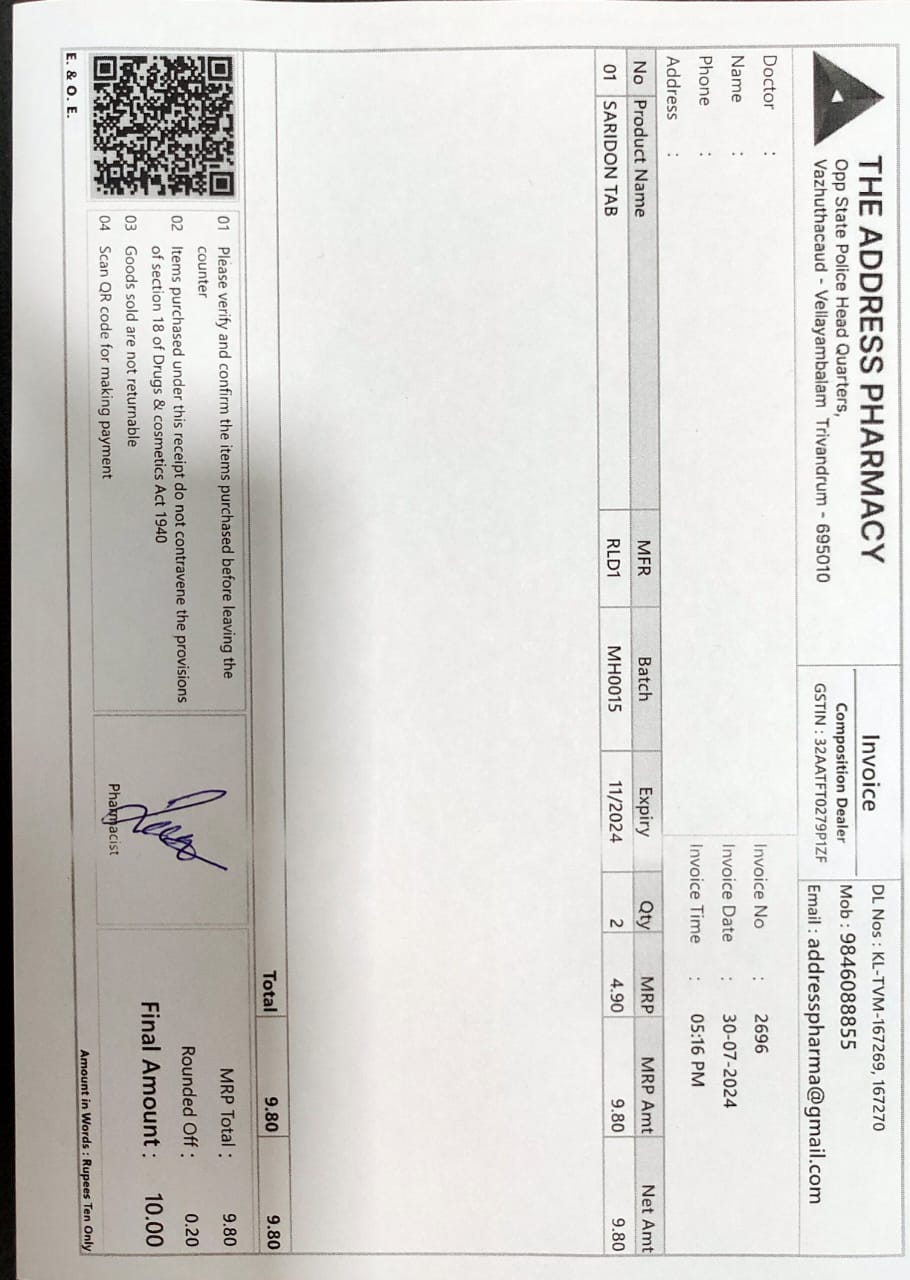 THE ADDRESS PHARMACY
Opp State Police Head Quarters,
Vazhuthacaud - Vellayambalam Trivandrum - 695010
Invoice
Composition Dealer
GSTIN : 32AATFT0279P1ZF
DL Nos : KL-TVM-167269, 167270
Mob : 9846088855
Email : addresspharma@gmail.com
Doctor :
Name :
Phone :
Address :
Invoice No : 2696
Invoice Date : 30-07-2024
Invoice Time : 05:16 PM
No Product Name MFR Batch Expiry Qty MRP MRP Amt Net Amt
01 SARIDON TAB RLD1 MH0015 11/2024 2 4.90 9.80 9.80
Total 9.80 9.80
01 Please verify and confirm the items purchased before leaving the
counter
02 Items purchased under this receipt do not contravene the provisions
of section 18 of Drugs & cosmetics Act 1940
03 Goods sold are not returnable
04 Scan QR code for making payment
Pharmacist
MRP Total : 9.80
Rounded Off : 0.20
Final Amount : 10.00
Amount in Words : Rupees Ten Only
E. & O. E.